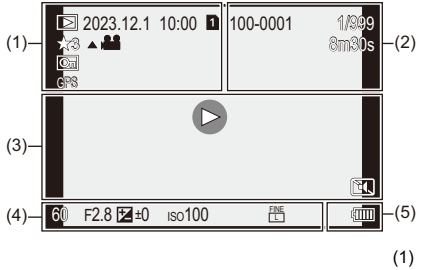 2023.12.1 10:00 1 100-0001 1/999
(1) ☆3 8m30s (2)
GPS
(3)
(4) 60 F2.8 ±0 ISO100 FINE L (5)
(1)